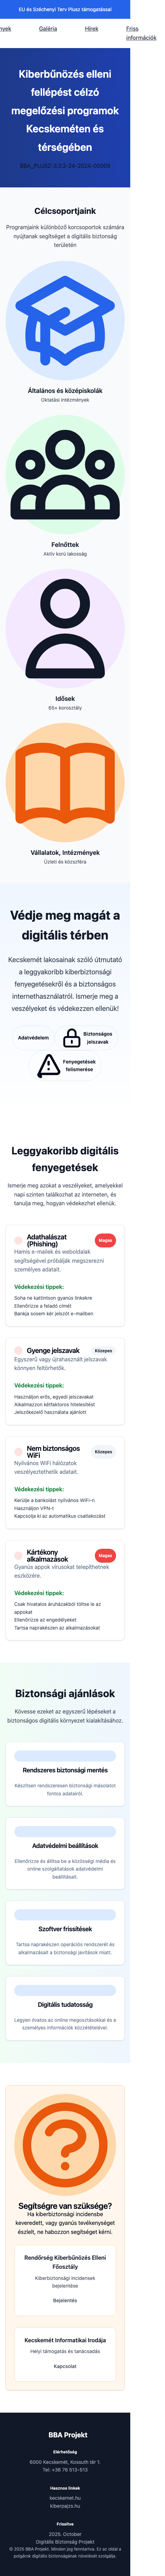 EU és Széchenyi Terv Plusz támogatással
nyek
Galéria
Hírek
Friss
információk
Kiberbűnözés elleni
fellépést célzó
megelőzési programok
Kecskeméten és
térségében
BBA_PLUSZ-2.3.2-24-2024-00009
Célcsoportjaink
Programjaink különböző korcsoportok számára
nyújtanak segítséget a digitális biztonság
területén
Általános és középiskolák
Oktatási intézmények
Felnőttek
Aktív korú lakosság
Idősek
65+ korosztály
Vállalatok, Intézmények
Üzleti és közszféra
Védje meg magát a
digitális térben
Kecskemét lakosainak szóló útmutató
a leggyakoribb kiberbiztonsági
fenyegetésekről és a biztonságos
internethasználatról. Ismerje meg a
veszélyeket és védekezzen ellenük!
Adatvédelem
Biztonságos
jelszavak
Fenyegetések
felismerése
Leggyakoribb digitális
fenyegetések
Ismerje meg azokat a veszélyeket, amelyekkel
nap szinten találkozhat az interneten, és
tanulja meg, hogyan védekezhet ellenük.
Adathalászat
(Phishing)
Magas
Hamis e-mailek és weboldalak
segítségével próbálják megszerezni
személyes adatait.
Védekezési tippek:
Soha ne kattintson gyanús linkekre
Ellenőrizze a feladó címét
Bankja sosem kér jelszót e-mailben
Gyenge jelszavak
Közepes
Egyszerű vagy újrahasznált jelszavak
könnyen feltörhetők.
Védekezési tippek:
Használjon erős, egyedi jelszavakat
Alkalmazzon kétfaktoros hitelesítést
Jelszókezelő használata ajánlott
Nem biztonságos
WiFi
Közepes
Nyilvános WiFi hálózatok
veszélyeztethetik adatait.
Védekezési tippek:
Kerülje a bankolást nyilvános WiFi-n
Használjon VPN-t
Kapcsolja ki az automatikus csatlakozást
Kártékony
alkalmazások
Magas
Gyanús appok vírusokat telepíthetnek
eszközére.
Védekezési tippek:
Csak hivatalos áruházakból töltse le az
appokat
Ellenőrizze az engedélyeket
Tartsa naprakészen az alkalmazásokat
Biztonsági ajánlások
Kövesse ezeket az egyszerű lépéseket a
biztonságos digitális környezet kialakításához.
Rendszeres biztonsági mentés
Készítsen rendszeresen biztonsági másolatot
fontos adatairól.
Adatvédelmi beállítások
Ellenőrizze és állítsa be a közösségi média és
online szolgáltatások adatvédelmi
beállításait.
Szoftver frissítések
Tartsa naprakészen operációs rendszerét és
alkalmazásait a biztonsági javítások miatt.
Digitális tudatosság
Legyen óvatos az online megosztásokkal és a
személyes információk közzétételével.
Segítségre van szüksége?
Ha kiberbiztonsági incidensbe
keveredett, vagy gyanús tevékenységet
észlelt, ne habozzon segítséget kérni.
Rendőrség Kiberbűnözés Elleni
Főosztály
Kiberbiztonsági incidensek
bejelentése
Bejelentés
Kecskemét Informatikai Irodája
Helyi támogatás és tanácsadás
Kapcsolat
BBA Projekt
Elérhetőség
6000 Kecskemét, Kossuth tér 1.
Tel: +36 76 513-513
Hasznos linkek
kecskemet.hu
kiberpajzs.hu
Frissítve
2025. October
Digitális Biztonság Projekt
© 2025 BBA Projekt. Minden jog fenntartva. Ez az oldal a
polgárok digitális biztonságának növelését szolgálja.